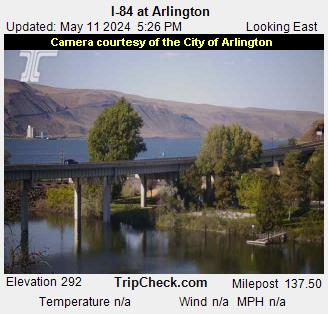 I-84 at Arlington
Updated: May 11 2024 5:26 PM Looking East
Camera courtesy of the City of Arlington
Elevation 292 TripCheck.com Milepost 137.50
Temperature n/a Wind n/a MPH n/a